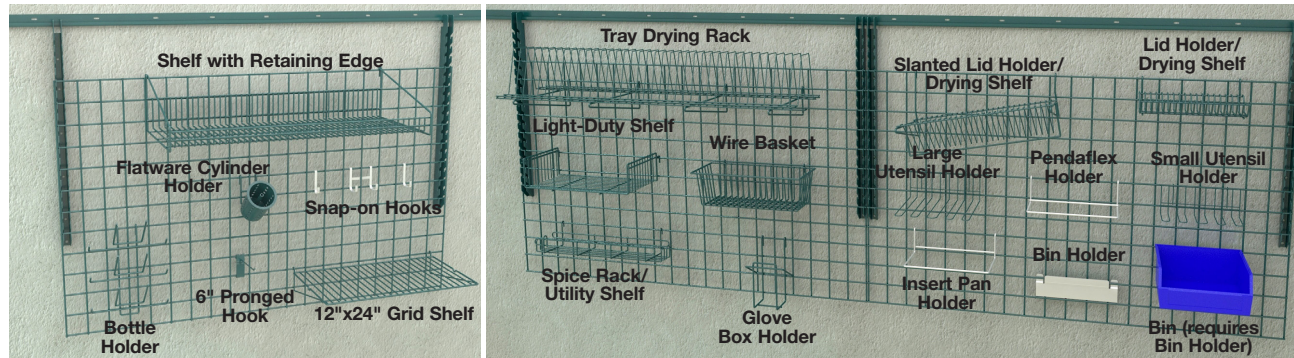 Shelf with Retaining Edge
Flatware Cylinder
Holder
Snap-on Hooks
6" Pronged
Hook
12"x24" Grid Shelf
Bottle
Holder
Tray Drying Rack
Light-Duty Shelf
Wire Basket
Spice Rack/
Utility Shelf
Glove
Box Holder
Slanted Lid Holder/
Drying Shelf
Lid Holder/
Drying Shelf
Large
Utensil Holder
Pendaflex
Holder
Small Utensil
Holder
Insert Pan
Holder
Bin Holder
Bin (requires
Bin Holder)